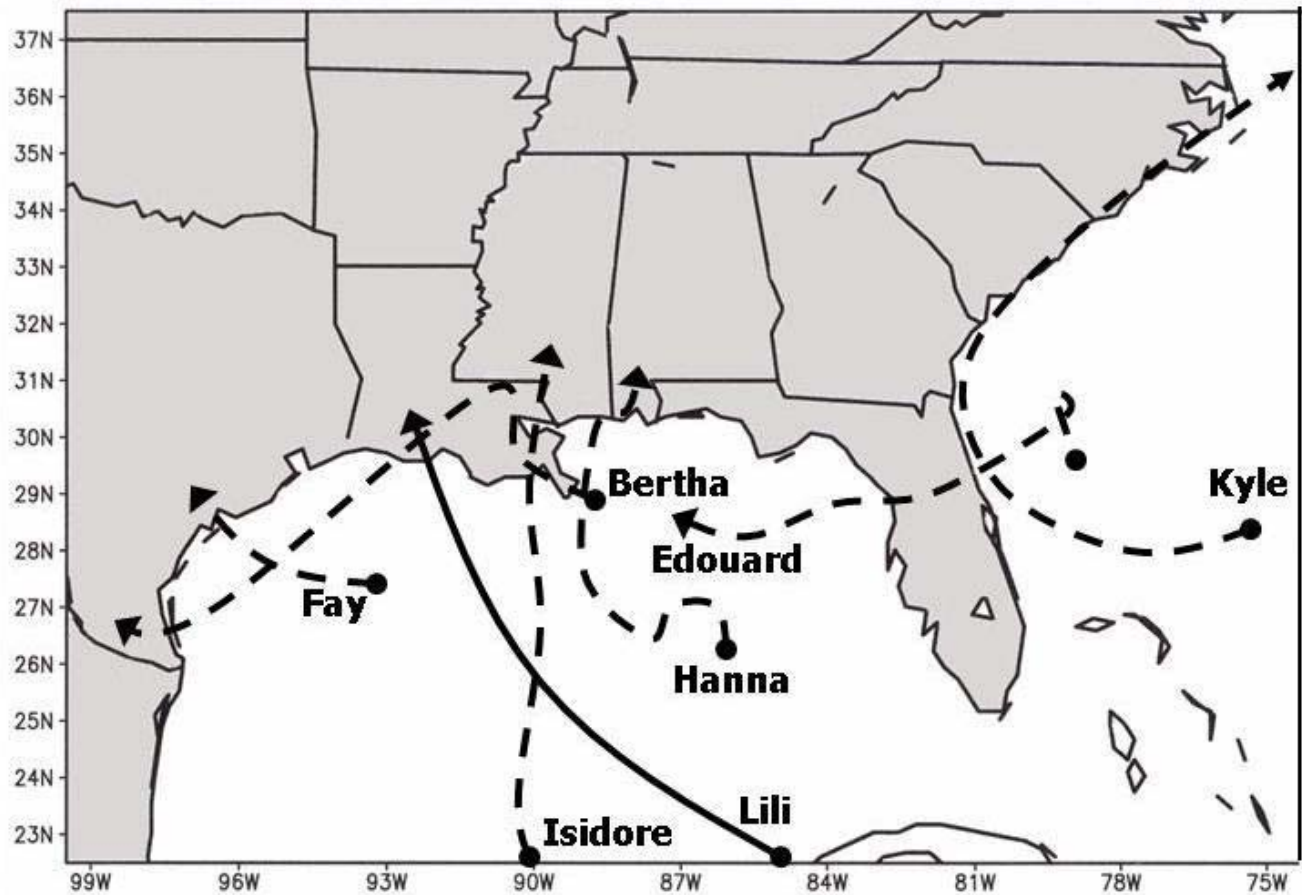 37N
36N
35N
34N
33N
32N
31N
30N
29N
28N
27N
26N
25N
24N
23N
Bertha
Kyle
Edouard
Fay
Hanna
Lili
Isidore
99W 96W 93W 90W 87W 84W 81W 78W 75W